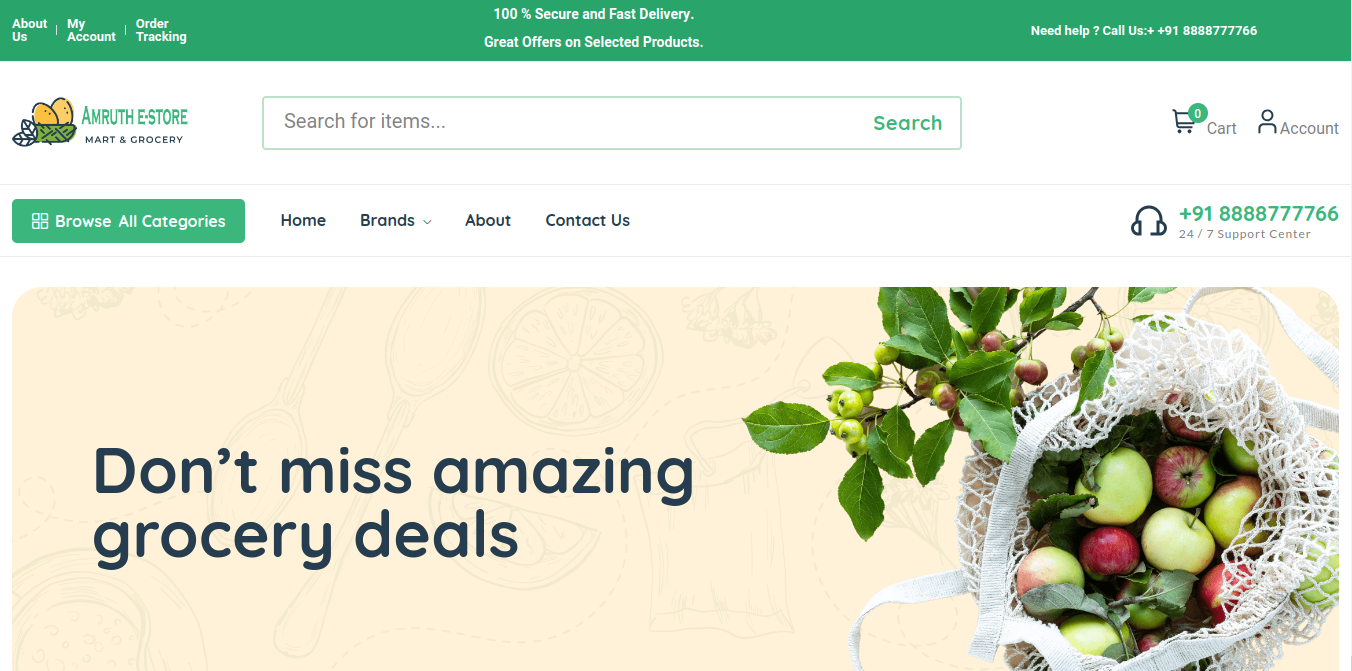 About Us
My Account
Order Tracking
100 % Secure and Fast Delivery.
Great Offers on Selected Products.
Need help ? Call Us:+ +91 8888777766
AMRUTH E-STORE
MART & GROCERY
Search for items...
Search
0
Cart
Account
Browse All Categories
Home
Brands
About
Contact Us
+91 8888777766
24 / 7 Support Center
Don’t miss amazing
grocery deals